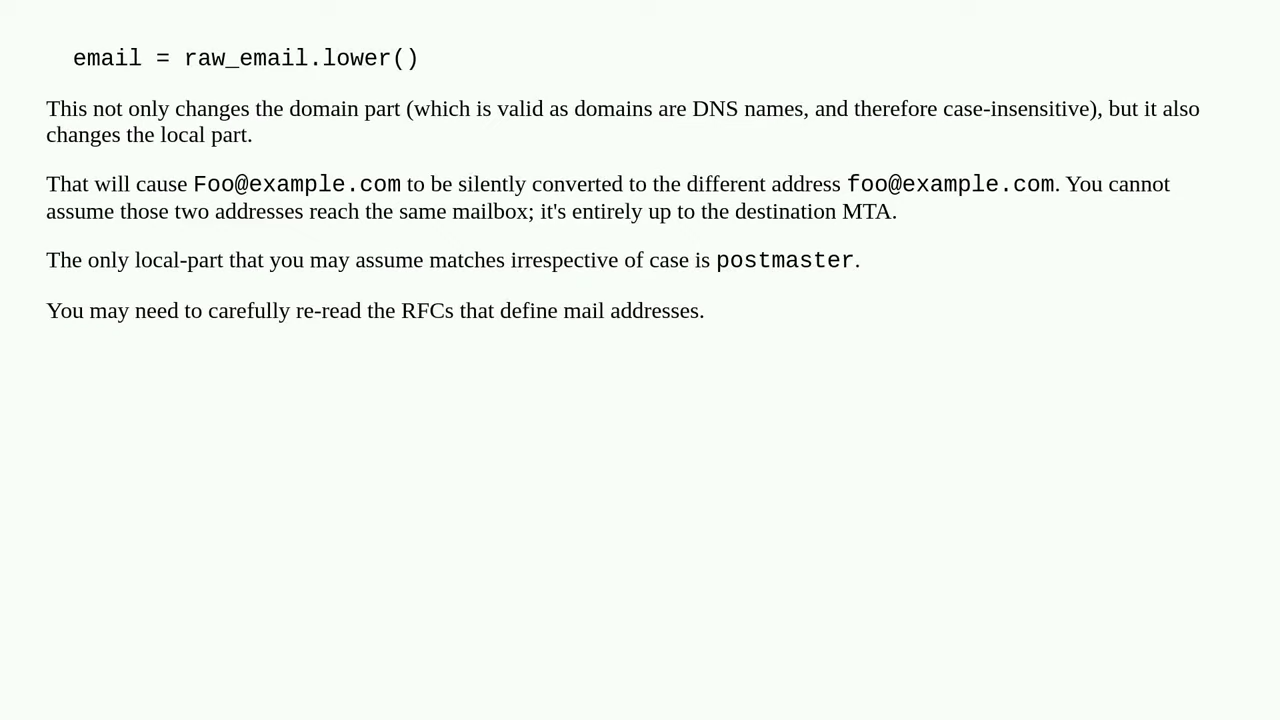 email = raw_email.lower()
This not only changes the domain part (which is valid as domains are DNS names, and therefore case-insensitive), but it also
changes the local part.
That will cause Foo@example.com to be silently converted to the different address foo@example.com. You cannot
assume those two addresses reach the same mailbox; it's entirely up to the destination MTA.
The only local-part that you may assume matches irrespective of case is postmaster.
You may need to carefully re-read the RFCs that define mail addresses.